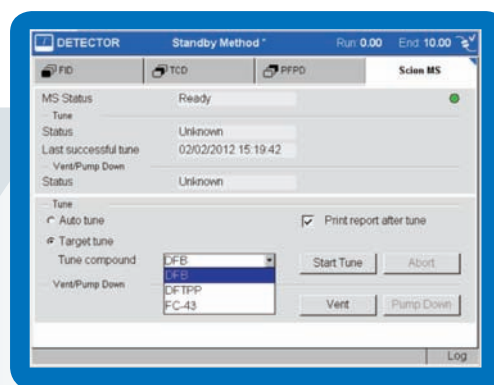 DETECTOR Standby Method * Run 0.00 End 10.00
FID TCD PFPD Scion MS
MS Status Ready
Tune
Status Unknown
Last successful tune 02/02/2012 15:19:42
Vent/Pump Down
Status Unknown
Tune
Auto tune Print report after tune
Target tune
Tune compound DFB Start Tune Abort
DFB
Vent/Pump Down DFTPP
FC-43 Vent Pump Down
Log